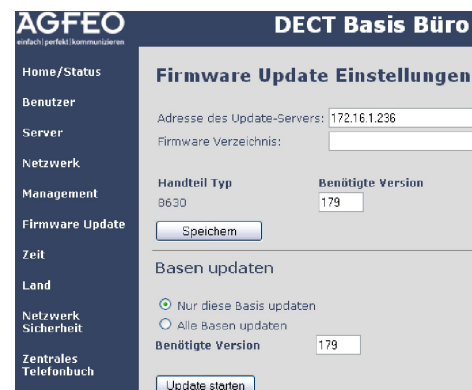 AGFEO
einfach|perfekt|kommunizieren
DECT Basis Büro
Home/Status
Benutzer
Server
Netzwerk
Management
Firmware Update
Zeit
Land
Netzwerk
Sicherheit
Zentrales
Telefonbuch
Firmware Update Einstellungen
Adresse des Update-Servers: 172.16.1.236
Firmware Verzeichnis:
Handteil Typ Benötigte Version
8630 179
Speichern
Basen updaten
Nur diese Basis updaten
Alle Basen updaten
Benötigte Version 179
Update starten